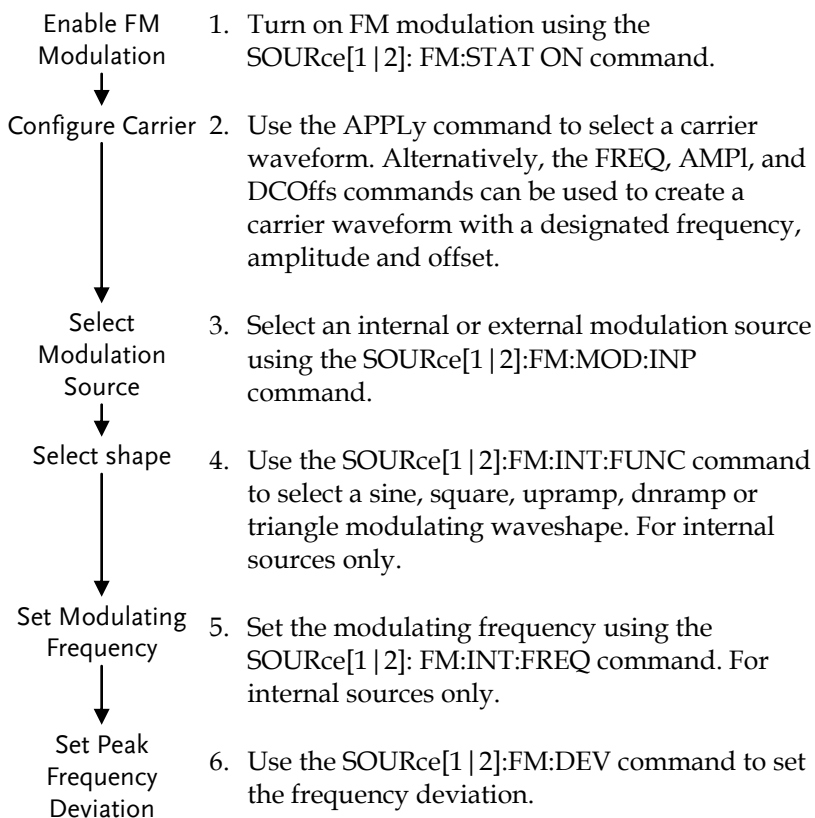 Enable FM
Modulation
1. Turn on FM modulation using the
SOURce[1|2]: FM:STAT ON command.
Configure Carrier
2. Use the APPLy command to select a carrier
waveform. Alternatively, the FREQ, AMPl, and
DCOffs commands can be used to create a
carrier waveform with a designated frequency,
amplitude and offset.
Select
Modulation
Source
3. Select an internal or external modulation source
using the SOURce[1|2]:FM:MOD:INP
command.
Select shape
4. Use the SOURce[1|2]:FM:INT:FUNC command
to select a sine, square, upramp, dnramp or
triangle modulating waveshape. For internal
sources only.
Set Modulating
Frequency
5. Set the modulating frequency using the
SOURce[1|2]: FM:INT:FREQ command. For
internal sources only.
Set Peak
Frequency
Deviation
6. Use the SOURce[1|2]:FM:DEV command to set
the frequency deviation.